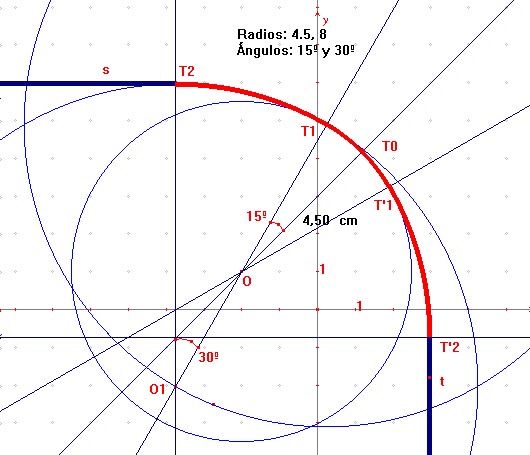 y
Radios: 4.5, 8
Ángulos: 15º y 30º
s
T2
T1
T0
T'1
15º
4,50 cm
O
1
1
T'2
30º
O1
t